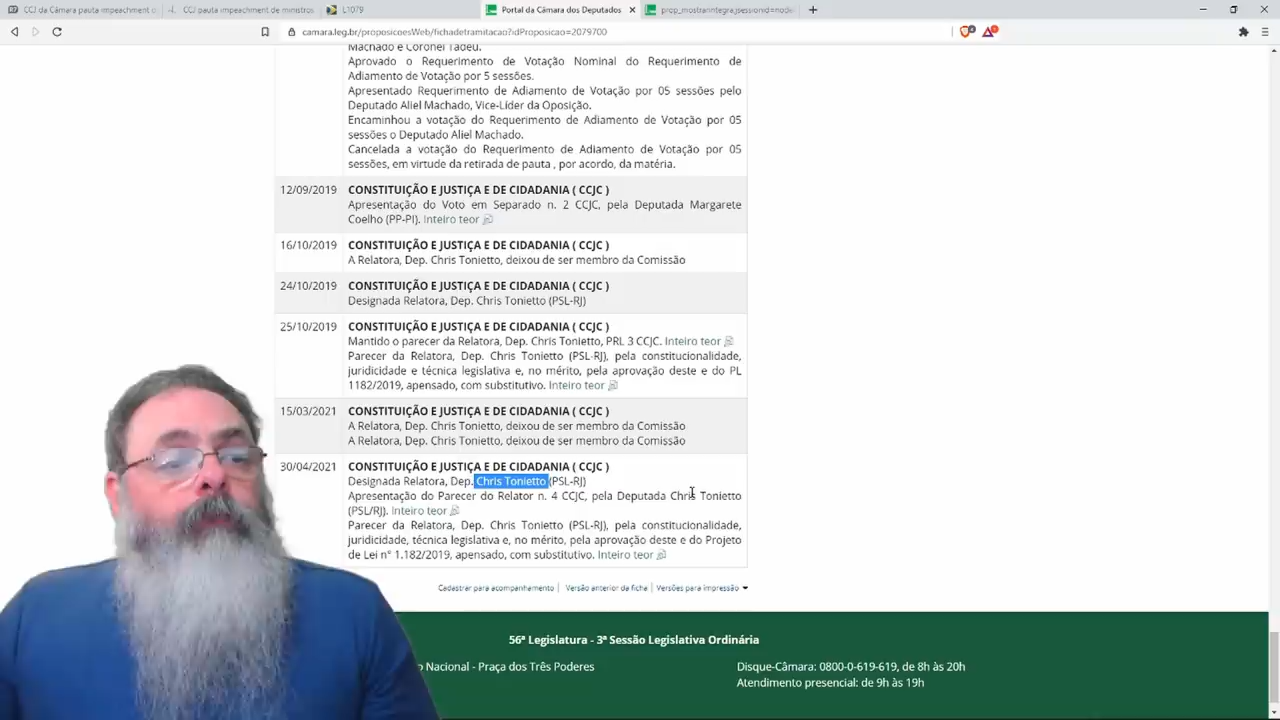 CCJ da Câmara pauta impeachment o
CCJ pauta impeachment de ministros
L1079
Portal da Câmara dos Deputados
prop_mostrarintegra;jsessionid=node
camara.leg.br/proposicoesWeb/fichadetramitacao?idProposicao=2079700
Machado e Coronel Tadeu.
Aprovado o Requerimento de Votação Nominal do Requerimento de
Adiamento de Votação por 5 sessões.
Apresentado Requerimento de Adiamento de Votação por 05 sessões pelo
Deputado Aliel Machado, Vice-Líder da Oposição.
Encaminhou a votação do Requerimento de Adiamento de Votação por 05
sessões o Deputado Aliel Machado.
Cancelada a votação do Requerimento de Adiamento de Votação por 05
sessões, em virtude da retirada de pauta , por acordo, da matéria.
12/09/2019 CONSTITUIÇÃO E JUSTIÇA E DE CIDADANIA ( CCJC )
Apresentação do Voto em Separado n. 2 CCJC, pela Deputada Margarete
Coelho (PP-PI). Inteiro teor
16/10/2019 CONSTITUIÇÃO E JUSTIÇA E DE CIDADANIA ( CCJC )
A Relatora, Dep. Chris Tonietto, deixou de ser membro da Comissão
24/10/2019 CONSTITUIÇÃO E JUSTIÇA E DE CIDADANIA ( CCJC )
Designada Relatora, Dep. Chris Tonietto (PSL-RJ)
25/10/2019 CONSTITUIÇÃO E JUSTIÇA E DE CIDADANIA ( CCJC )
Mantido o parecer da Relatora, Dep. Chris Tonietto, PRL 3 CCJC. Inteiro teor
Parecer da Relatora, Dep. Chris Tonietto (PSL-RJ), pela constitucionalidade,
juridicidade e técnica legislativa e, no mérito, pela aprovação deste e do PL
1182/2019, apensado, com substitutivo. Inteiro teor
15/03/2021 CONSTITUIÇÃO E JUSTIÇA E DE CIDADANIA ( CCJC )
A Relatora, Dep. Chris Tonietto, deixou de ser membro da Comissão
A Relatora, Dep. Chris Tonietto, deixou de ser membro da Comissão
30/04/2021 CONSTITUIÇÃO E JUSTIÇA E DE CIDADANIA ( CCJC )
Designada Relatora, Dep. Chris Tonietto (PSL-RJ)
Apresentação do Parecer do Relator n. 4 CCJC, pela Deputada Chris Tonietto
(PSL/RJ). Inteiro teor
Parecer da Relatora, Dep. Chris Tonietto (PSL-RJ), pela constitucionalidade,
juridicidade, técnica legislativa e, no mérito, pela aprovação deste e do Projeto
de Lei nº 1.182/2019, apensado, com substitutivo. Inteiro teor
Cadastrar para acompanhamento | Versão anterior da ficha | Versões para impressão
56ª Legislatura - 3ª Sessão Legislativa Ordinária
o Nacional - Praça dos Três Poderes
Disque-Câmara: 0800-0-619-619, de 8h às 20h
Atendimento presencial: de 9h às 19h